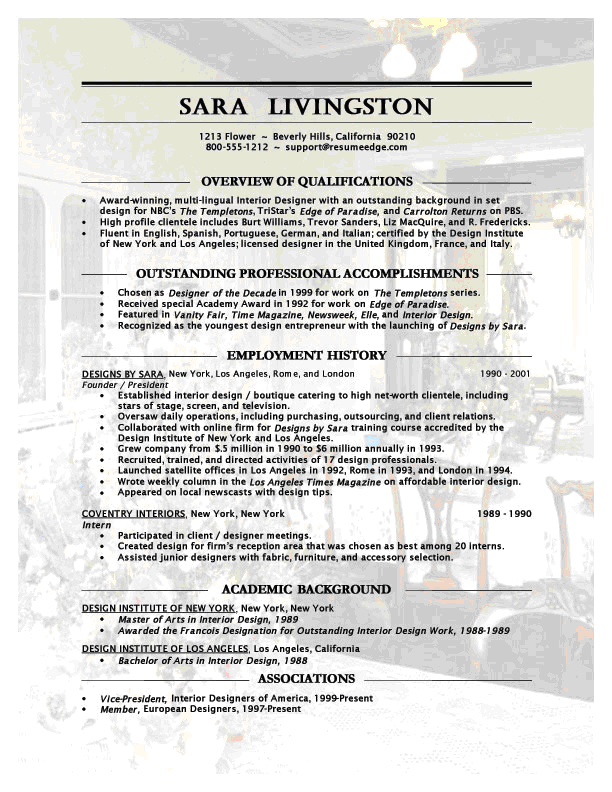 SARA LIVINGSTON
1213 Flower ~ Beverly Hills, California 90210
800-555-1212 ~ support@resumeedge.com
OVERVIEW OF QUALIFICATIONS
• Award-winning, multi-lingual Interior Designer with an outstanding background in set
design for NBC's The Templetons, TriStar's Edge of Paradise, and Carrolton Returns on PBS.
• High profile clientele includes Burt Williams, Trevor Sanders, Liz MacQuire, and R. Fredericks.
• Fluent in English, Spanish, Portuguese, German, and Italian; certified by the Design Institute
of New York and Los Angeles; licensed designer in the United Kingdom, France, and Italy.
OUTSTANDING PROFESSIONAL ACCOMPLISHMENTS
• Chosen as Designer of the Decade in 1999 for work on The Templetons series.
• Received special Academy Award in 1992 for work on Edge of Paradise.
• Featured in Vanity Fair, Time Magazine, Newsweek, Elle, and Interior Design.
• Recognized as the youngest design entrepreneur with the launching of Designs by Sara.
EMPLOYMENT HISTORY
DESIGNS BY SARA, New York, Los Angeles, Rome, and London 1990 - 2001
Founder / President
• Established interior design / boutique catering to high net-worth clientele, including
stars of stage, screen, and television.
• Oversaw daily operations, including purchasing, outsourcing, and client relations.
• Collaborated with online firm for Designs by Sara training course accredited by the
Design Institute of New York and Los Angeles.
• Grew company from $.5 million in 1990 to $6 million annually in 1993.
• Recruited, trained, and directed activities of 17 design professionals.
• Launched satellite offices in Los Angeles in 1992, Rome in 1993, and London in 1994.
• Wrote weekly column in the Los Angeles Times Magazine on affordable interior design.
• Appeared on local newscasts with design tips.
COVENTRY INTERIORS, New York, New York 1989 - 1990
Intern
• Participated in client / designer meetings.
• Created design for firm's reception area that was chosen as best among 20 interns.
• Assisted junior designers with fabric, furniture, and accessory selection.
ACADEMIC BACKGROUND
DESIGN INSTITUTE OF NEW YORK, New York, New York
• Master of Arts in Interior Design, 1989
• Awarded the Francois Designation for Outstanding Interior Design Work, 1988-1989
DESIGN INSTITUTE OF LOS ANGELES, Los Angeles, California
• Bachelor of Arts in Interior Design, 1988
ASSOCIATIONS
• Vice-President, Interior Designers of America, 1999-Present
• Member, European Designers, 1997-Present